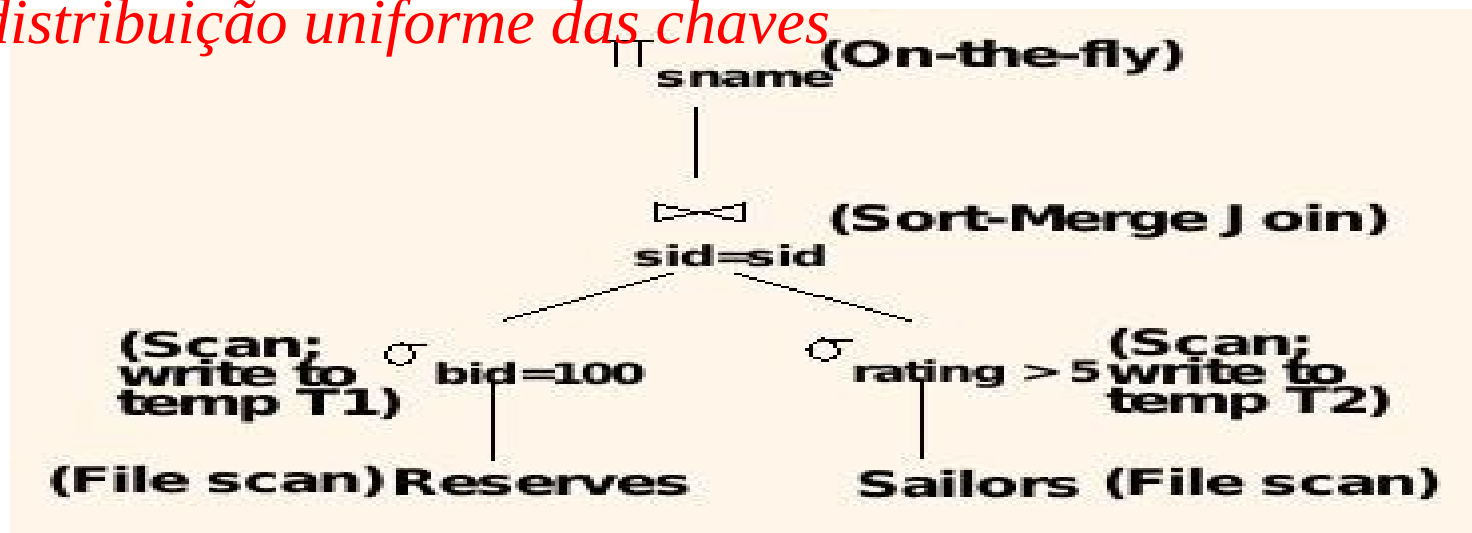 distribuição uniforme das chaves
π sname (On-the-fly)
⋈ sid=sid (Sort-Merge Join)
(Scan; write to temp T1)
σ bid=100
σ rating > 5
(Scan; write to temp T2)
(File scan) Reserves
Sailors (File scan)